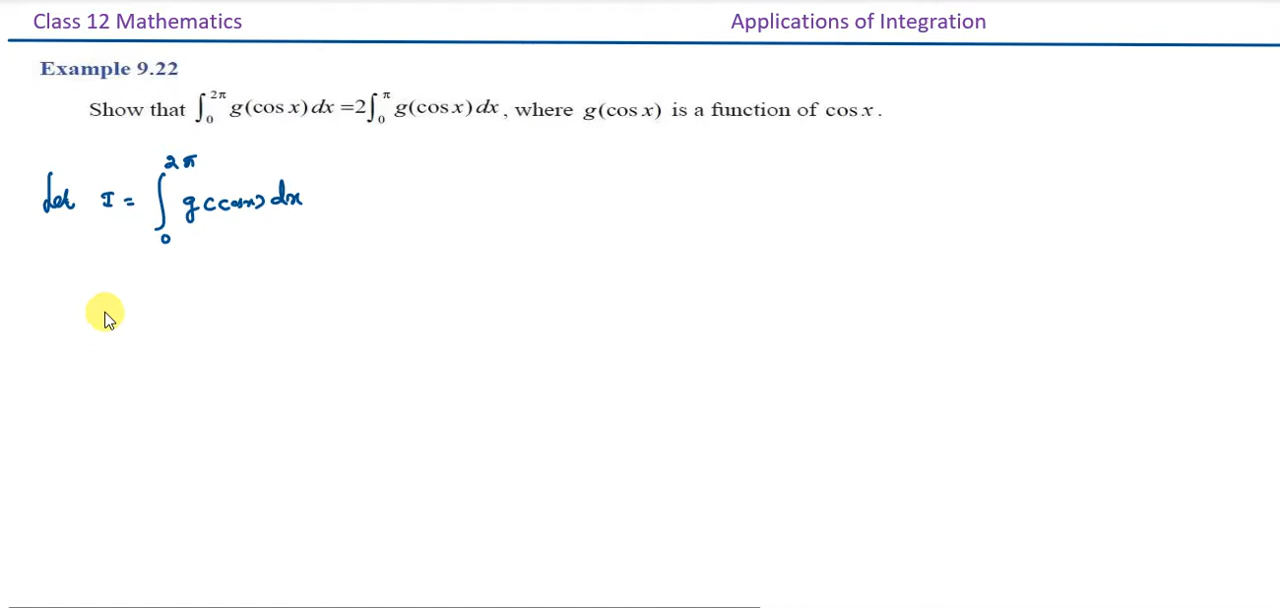 Class 12 Mathematics Applications of Integration
Example 9.22
Show that ∫₀^{2π} g(cos x) dx =2∫₀^{π} g(cos x) dx , where g(cos x) is a function of cos x .
Let I = ∫₀^{2π} g(cosx) dx